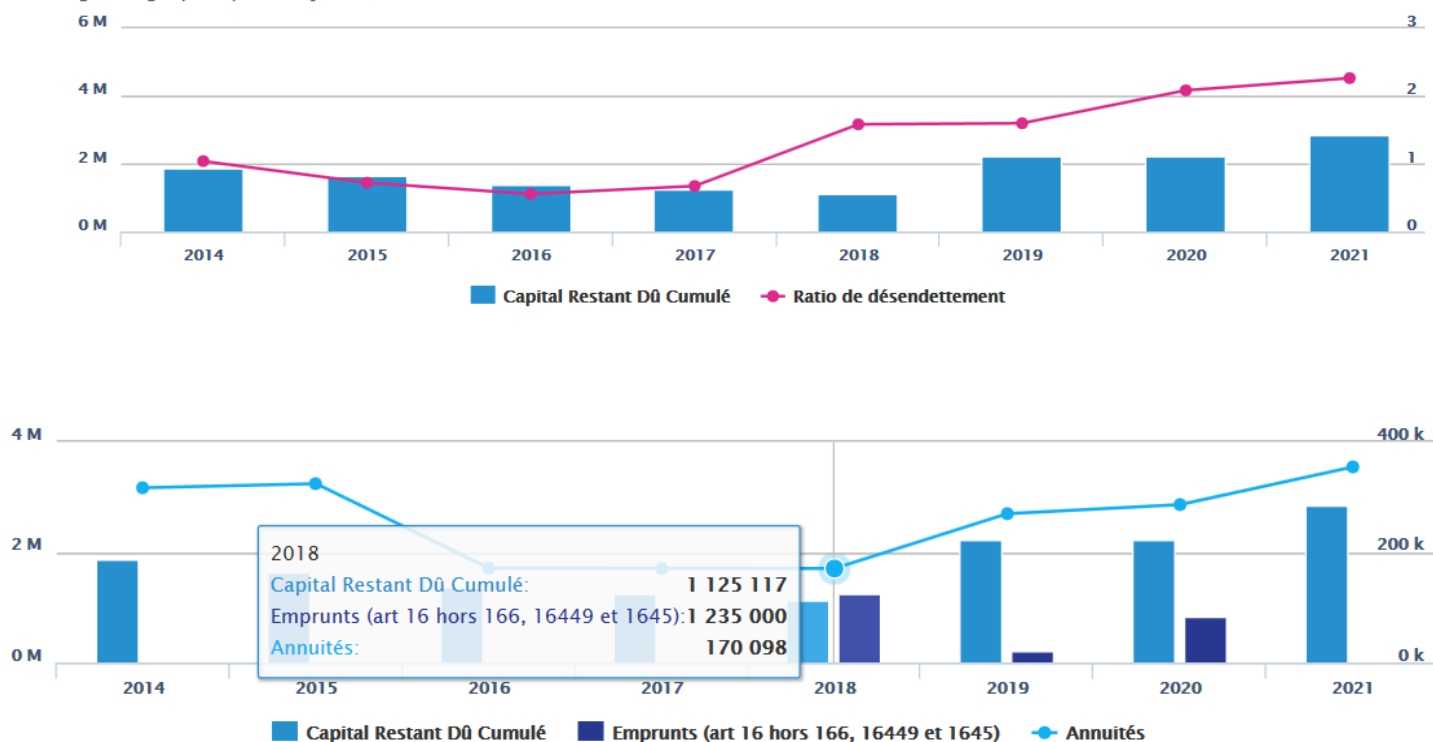 6 M 3
4 M 2
2 M 1
0 M 0
2014 2015 2016 2017 2018 2019 2020 2021
Capital Restant Dû Cumulé Ratio de désendettement
4 M 400 k
2 M 200 k
0 M 0 k
2018
Capital Restant Dû Cumulé: 1 125 117
Emprunts (art 16 hors 166, 16449 et 1645): 1 235 000
Annuités: 170 098
2014 2015 2016 2017 2018 2019 2020 2021
Capital Restant Dû Cumulé Emprunts (art 16 hors 166, 16449 et 1645) Annuités